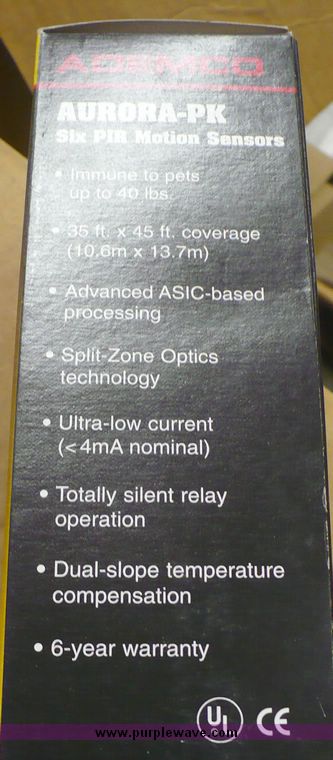 ADEMCO
AURORA-PK
Six PIR Motion Sensors
• Immune to pets
up to 40 lbs.
• 35 ft. x 45 ft. coverage
(10.6m x 13.7m)
• Advanced ASIC-based
processing
• Split-Zone Optics
technology
• Ultra-low current
(<4mA nominal)
• Totally silent relay
operation
• Dual-slope temperature
compensation
• 6-year warranty
UL CE
www.purplewave.com